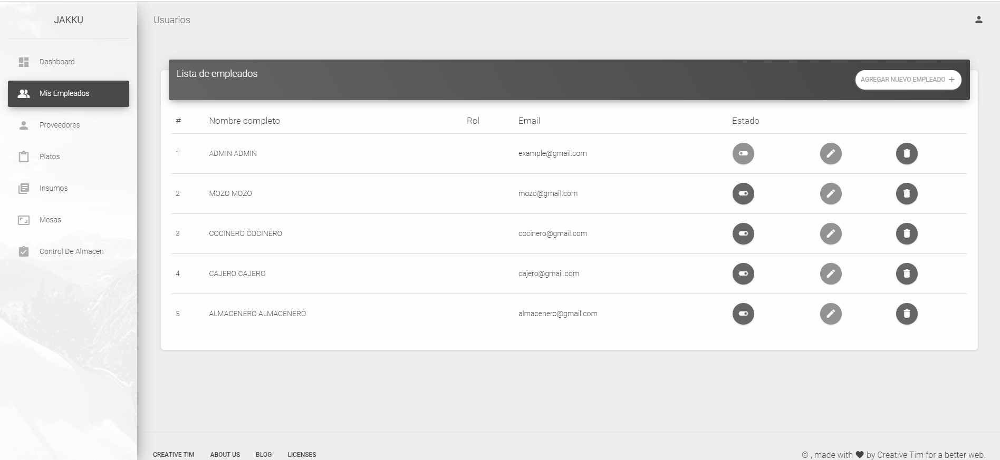 JAKKU
Usuarios
Dashboard
Mis Empleados
Proveedores
Platos
Insumos
Mesas
Control De Almacen
Lista de empleados
AGREGAR NUEVO EMPLEADO +
# Nombre completo Rol Email Estado
1 ADMIN ADMIN example@gmail.com
2 MOZO MOZO mozo@gmail.com
3 COCINERO COCINERO cocinero@gmail.com
4 CAJERO CAJERO cajero@gmail.com
5 ALMACENERO ALMACENERO almacenero@gmail.com
CREATIVE TIM ABOUT US BLOG LICENSES
© , made with ♥ by Creative Tim for a better web.